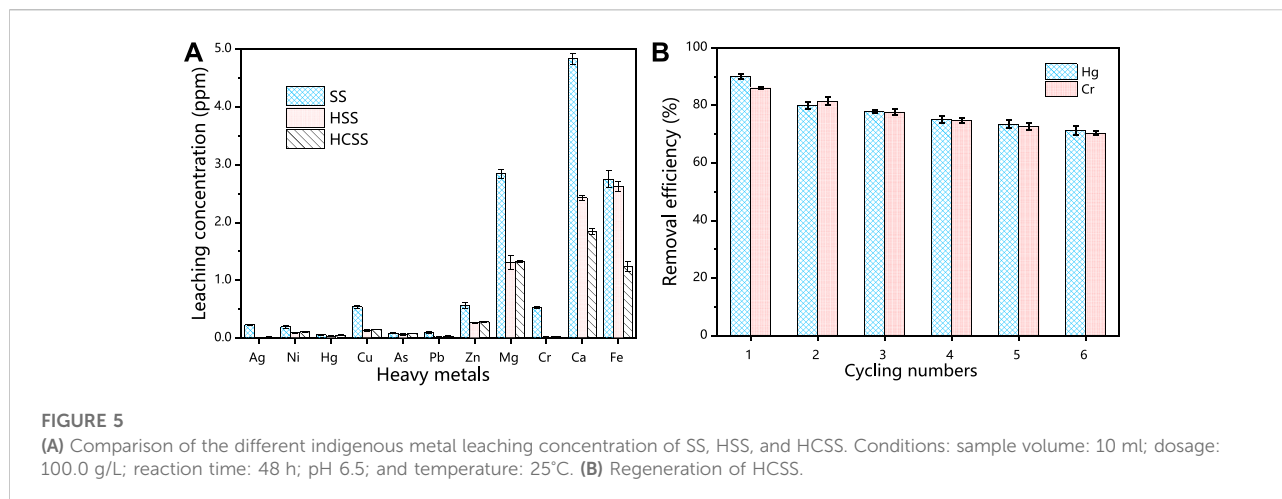 A
Leaching concentration (ppm)
5.0
4.0
3.0
2.0
1.0
0.0
SS
HSS
HCSS
Ag Ni Hg Cu As Pb Zn Mg Cr Ca Fe
Heavy metals
B
Removal efficiency (%)
100
80
60
40
20
0
Hg
Cr
1 2 3 4 5 6
Cycling numbers
FIGURE 5
(A) Comparison of the different indigenous metal leaching concentration of SS, HSS, and HCSS. Conditions: sample volume: 10 ml; dosage:
100.0 g/L; reaction time: 48 h; pH 6.5; and temperature: 25°C. (B) Regeneration of HCSS.